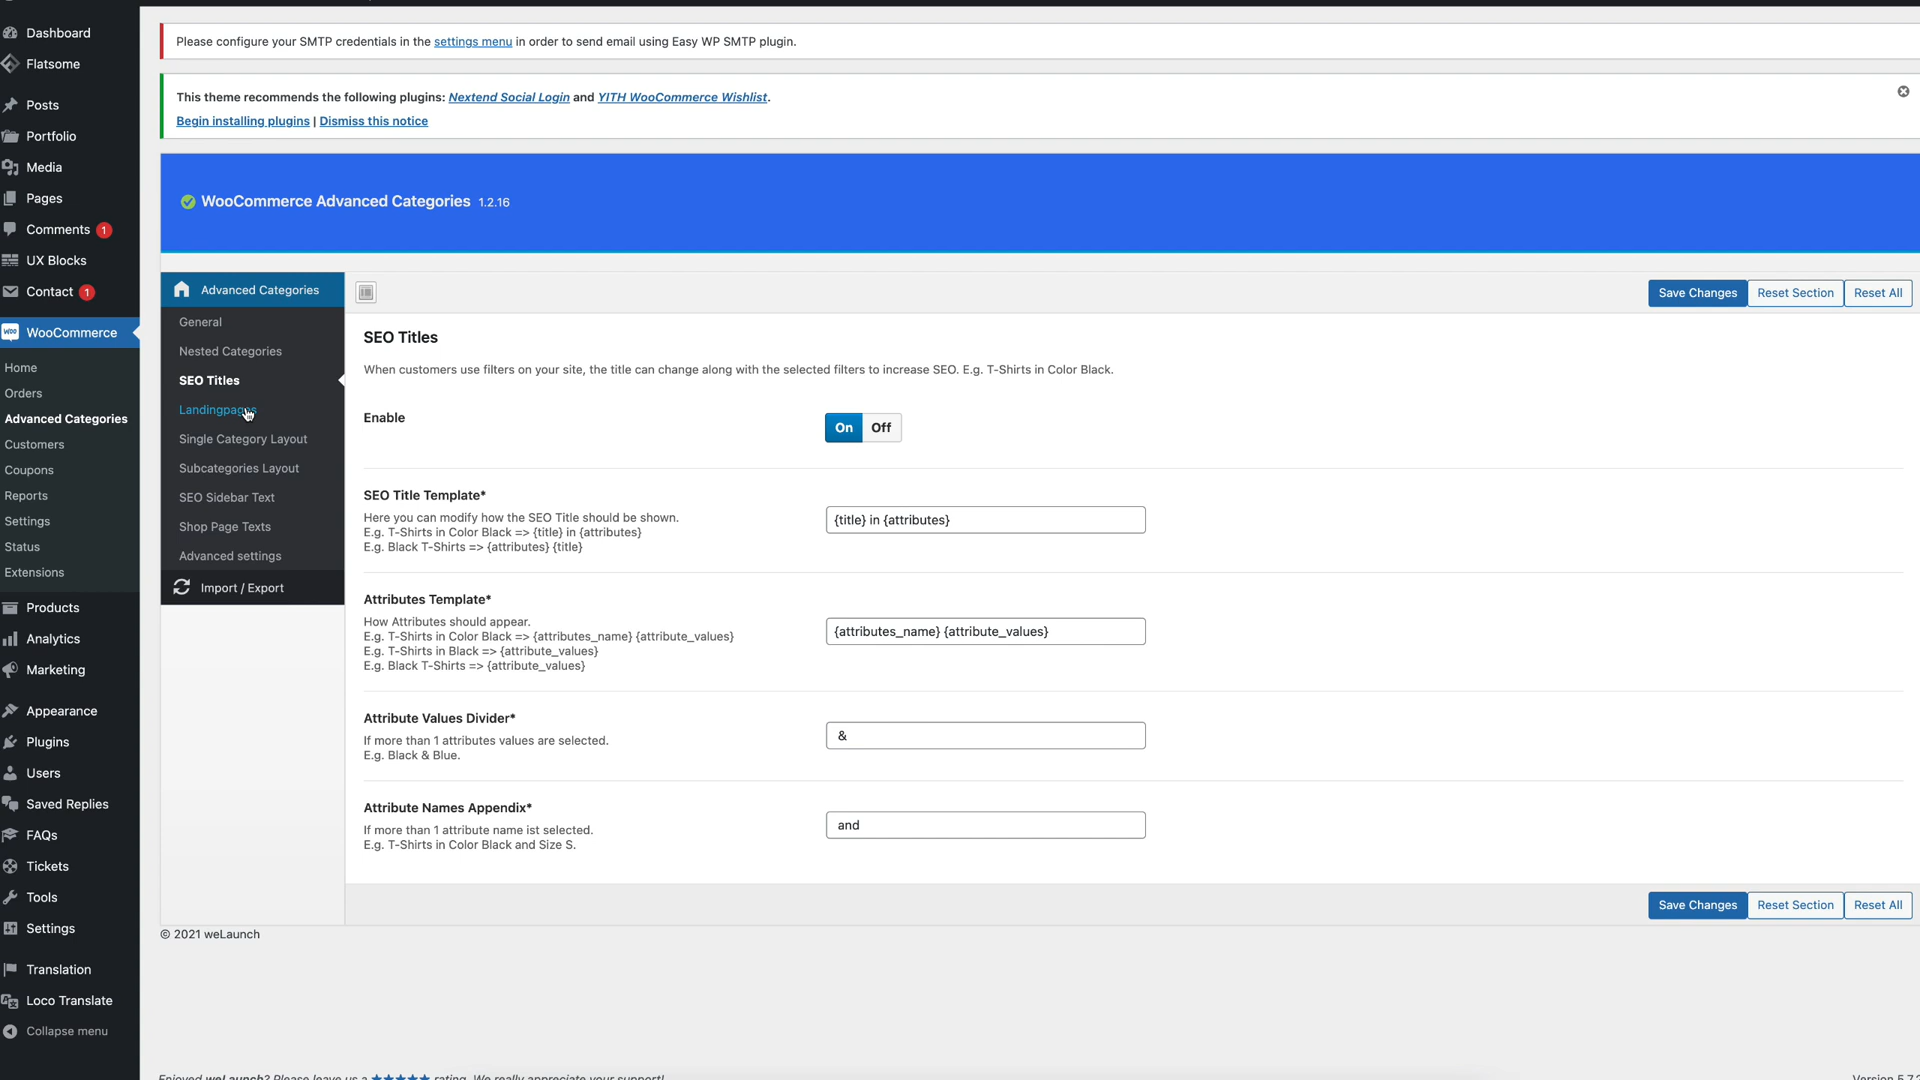 Dashboard
Flatsome
Posts
Portfolio
Media
Pages
Comments 1
UX Blocks
Contact 1
WooCommerce
Home
Orders
Advanced Categories
Customers
Coupons
Reports
Settings
Status
Extensions
Products
Analytics
Marketing
Appearance
Plugins
Users
Saved Replies
FAQs
Tickets
Tools
Settings
Translation
Loco Translate
Collapse menu
Please configure your SMTP credentials in the settings menu in order to send email using Easy WP SMTP plugin.
This theme recommends the following plugins: Nextend Social Login and YITH WooCommerce Wishlist.
Begin installing plugins | Dismiss this notice
WooCommerce Advanced Categories 1.2.16
Advanced Categories
General
Nested Categories
SEO Titles
Landingpages
Single Category Layout
Subcategories Layout
SEO Sidebar Text
Shop Page Texts
Advanced settings
Import / Export
Save Changes Reset Section Reset All
SEO Titles
When customers use filters on your site, the title can change along with the selected filters to increase SEO. E.g. T-Shirts in Color Black.
Enable
On Off
SEO Title Template*
Here you can modify how the SEO Title should be shown.
E.g. T-Shirts in Color Black => {title} in {attributes}
E.g. Black T-Shirts => {attributes} {title}
{title} in {attributes}
Attributes Template*
How Attributes should appear.
E.g. T-Shirts in Color Black => {attributes_name} {attribute_values}
E.g. T-Shirts in Black => {attribute_values}
E.g. Black T-Shirts => {attribute_values}
{attributes_name} {attribute_values}
Attribute Values Divider*
If more than 1 attributes values are selected.
E.g. Black & Blue.
&
Attribute Names Appendix*
If more than 1 attribute name ist selected.
E.g. T-Shirts in Color Black and Size S.
and
Save Changes Reset Section Reset All
© 2021 weLaunch
Enjoyed weLaunch? Please leave us a ★★★★★ rating. We really appreciate your support!
Version 5.7.2